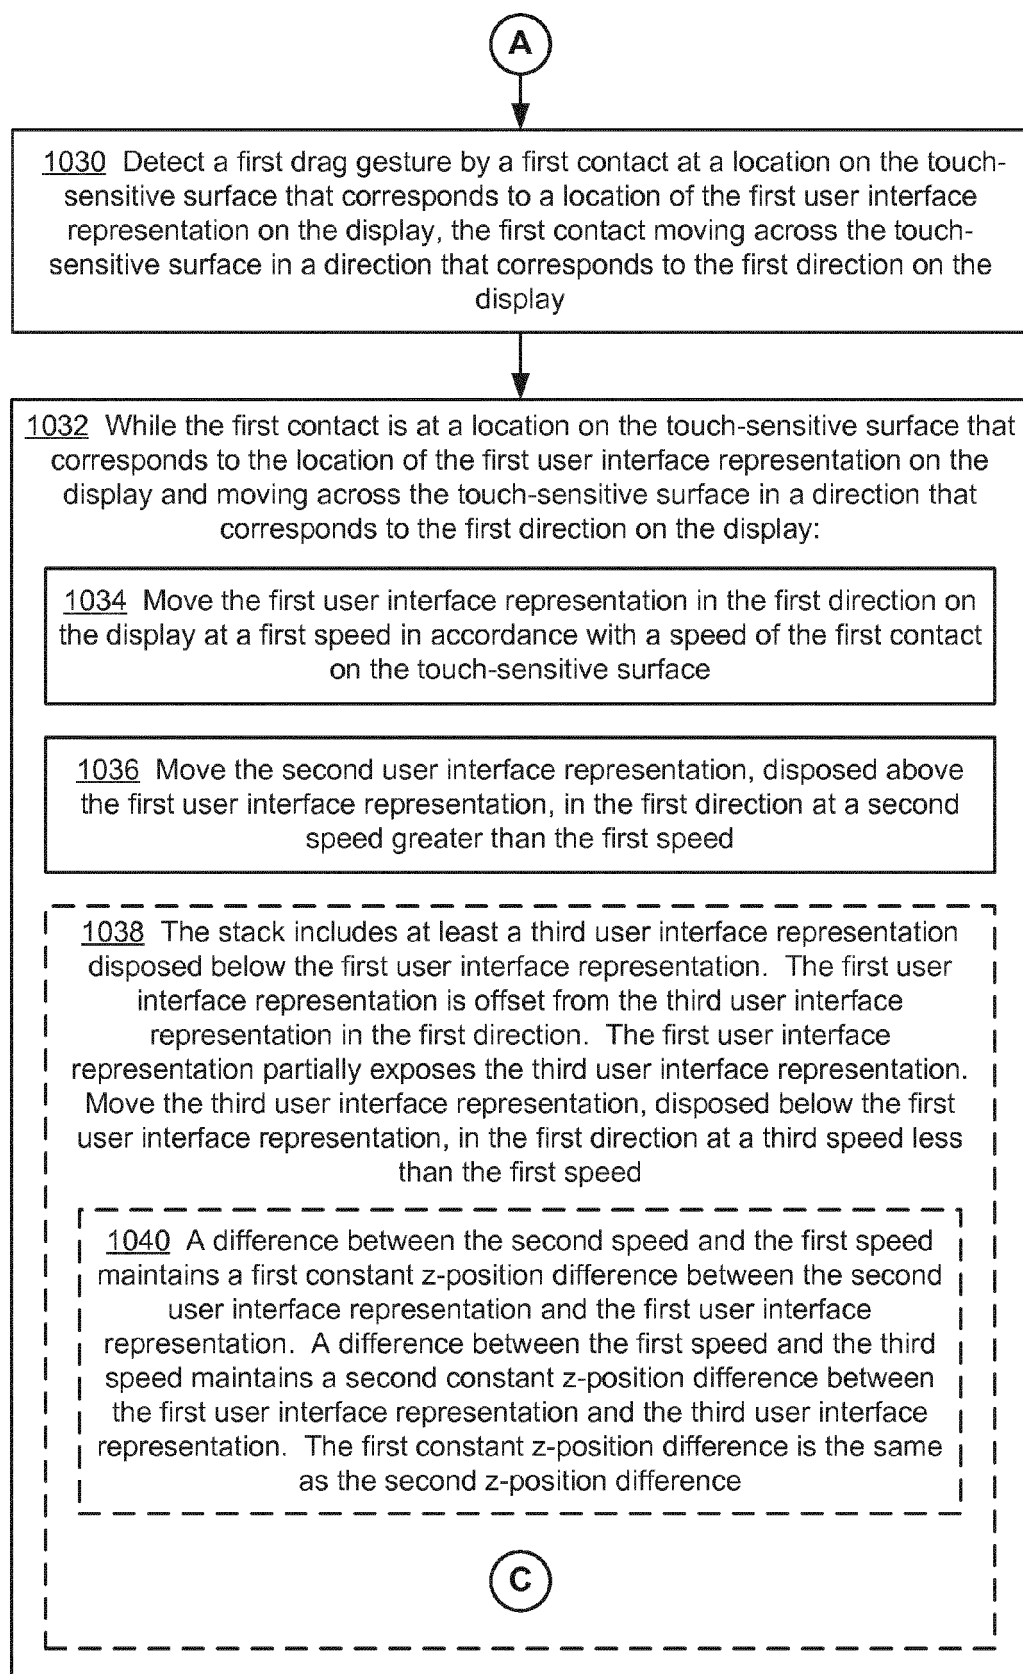 A
1030 Detect a first drag gesture by a first contact at a location on the touch-
sensitive surface that corresponds to a location of the first user interface
representation on the display, the first contact moving across the touch-
sensitive surface in a direction that corresponds to the first direction on the
display
1032 While the first contact is at a location on the touch-sensitive surface that
corresponds to the location of the first user interface representation on the
display and moving across the touch-sensitive surface in a direction that
corresponds to the first direction on the display:
1034 Move the first user interface representation in the first direction on
the display at a first speed in accordance with a speed of the first contact
on the touch-sensitive surface
1036 Move the second user interface representation, disposed above
the first user interface representation, in the first direction at a second
speed greater than the first speed
1038 The stack includes at least a third user interface representation
disposed below the first user interface representation. The first user
interface representation is offset from the third user interface
representation in the first direction. The first user interface
representation partially exposes the third user interface representation.
Move the third user interface representation, disposed below the first
user interface representation, in the first direction at a third speed less
than the first speed
1040 A difference between the second speed and the first speed
maintains a first constant z-position difference between the second
user interface representation and the first user interface
representation. A difference between the first speed and the third
speed maintains a second constant z-position difference between
the first user interface representation and the third user interface
representation. The first constant z-position difference is the same
as the second z-position difference
C